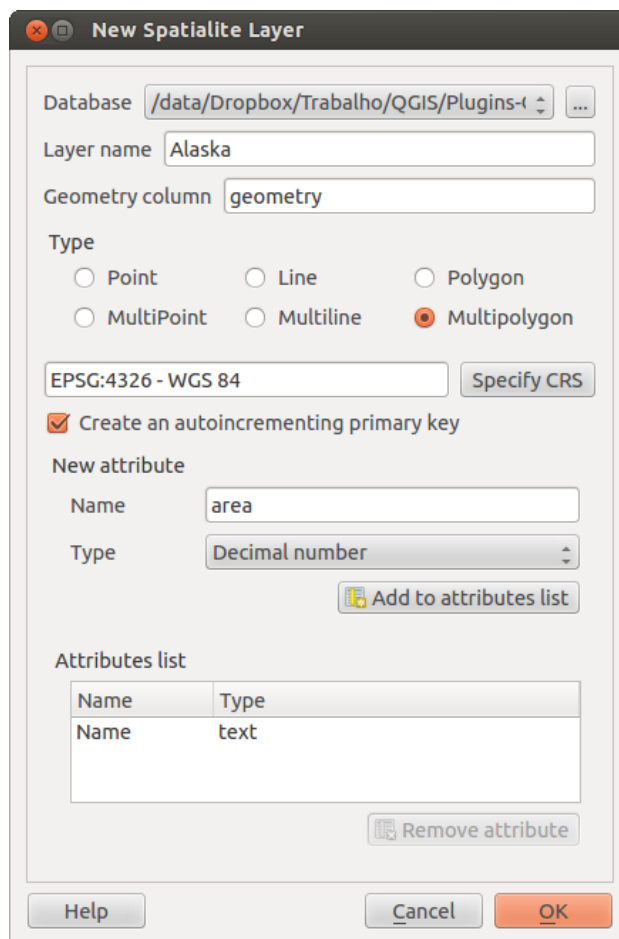 New Spatialite Layer
Database /data/Dropbox/Trabalho/QGIS/Plugins-( ...
Layer name Alaska
Geometry column geometry
Type
Point Line Polygon
MultiPoint Multiline Multipolygon
EPSG:4326 - WGS 84 Specify CRS
Create an autoincrementing primary key
New attribute
Name area
Type Decimal number
Add to attributes list
Attributes list
Name Type
Name text
Remove attribute
Help Cancel OK